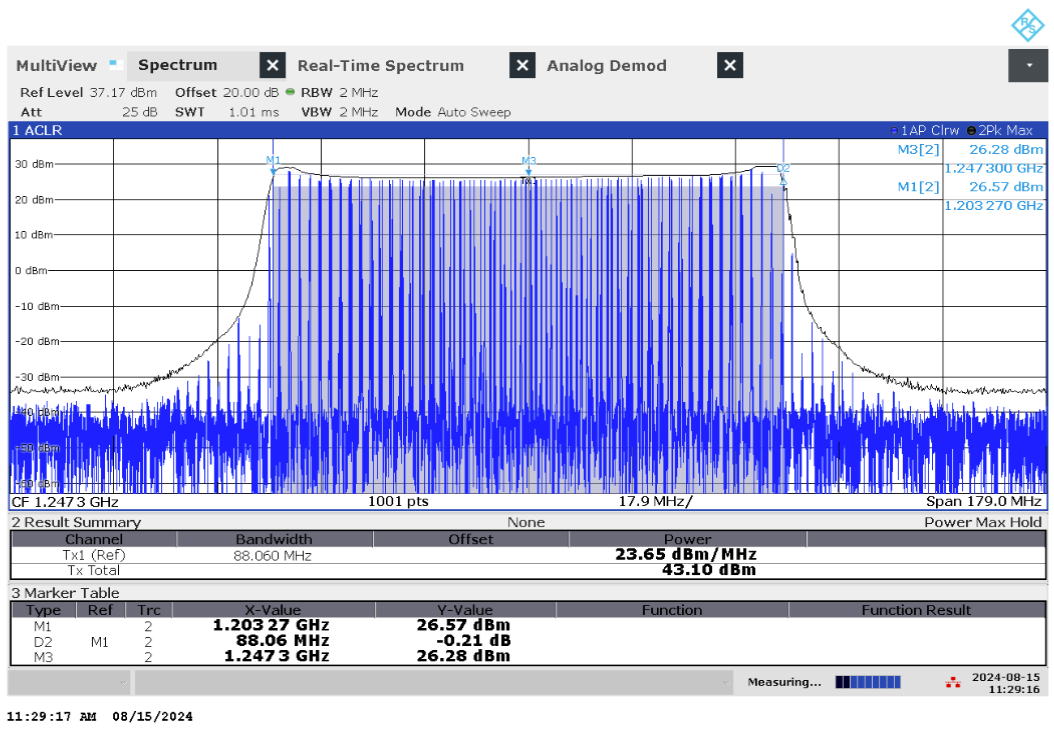 R S
MultiView Spectrum X Real-Time Spectrum X Analog Demod X
Ref Level 37.17 dBm Offset 20.00 dB RBW 2 MHz
Att 25 dB SWT 1.01 ms VBW 2 MHz Mode Auto Sweep
1 ACLR 1AP Clrw 2Pk Max
M3[2] 26.28 dBm
1.247300 GHz
M1[2] 26.57 dBm
1.203270 GHz
M1 M3 D2
30 dBm
Tx1
20 dBm
10 dBm
0 dBm
-10 dBm
-20 dBm
-30 dBm
-40 dBm
-50 dBm
-60 dBm
CF 1.2473 GHz 1001 pts 17.9 MHz/ Span 179.0 MHz
2 Result Summary None Power Max Hold
Channel Bandwidth Offset Power
Tx1 (Ref) 88.060 MHz 23.65 dBm/MHz
Tx Total 43.10 dBm
3 Marker Table
Type Ref Trc X-Value Y-Value Function Function Result
M1 2 1.20327 GHz 26.57 dBm
D2 M1 2 88.06 MHz -0.21 dB
M3 2 1.2473 GHz 26.28 dBm
Measuring... 2024-08-15
11:29:16
11:29:17 AM 08/15/2024